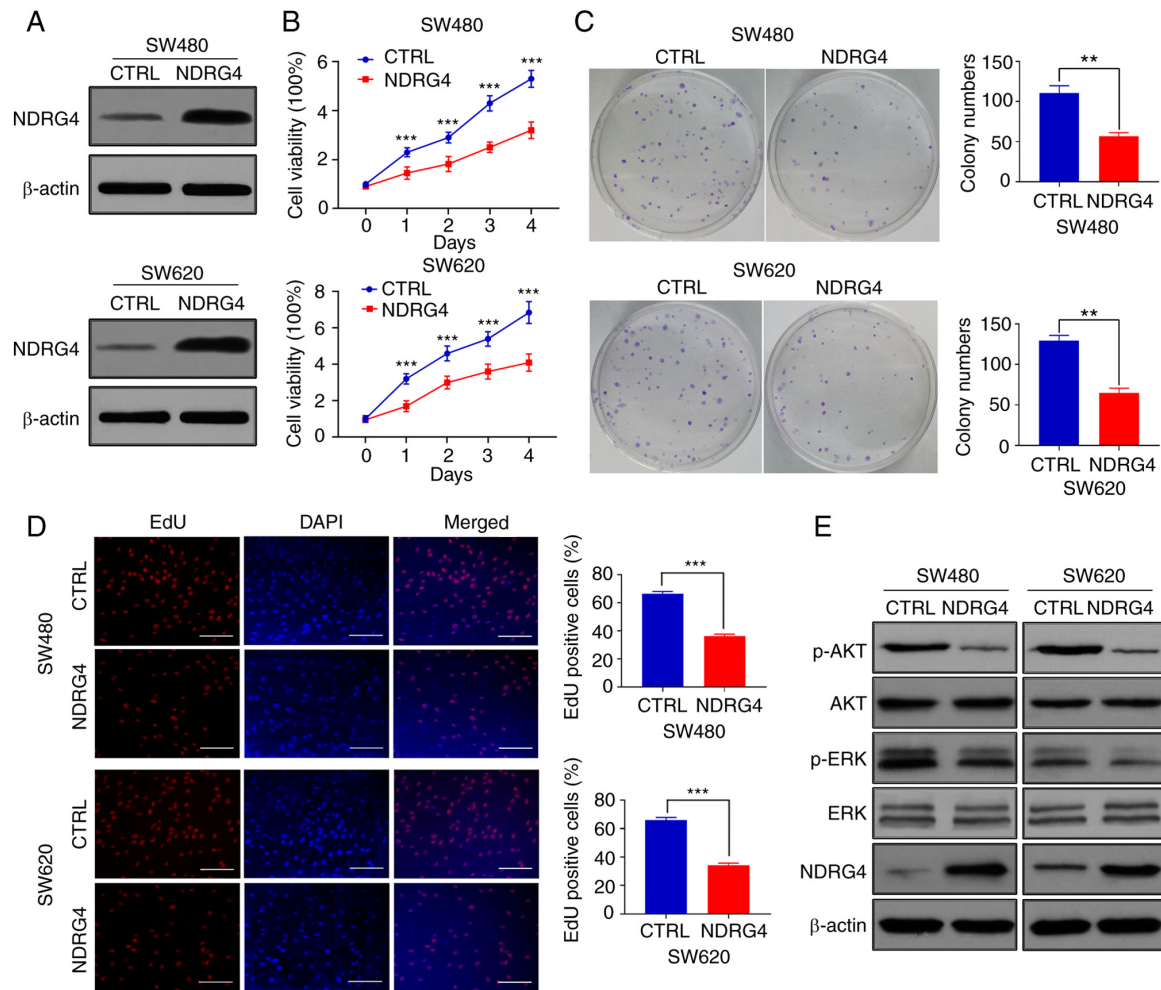 A
SW480
CTRL NDRG4
NDRG4
β-actin
SW620
CTRL NDRG4
NDRG4
β-actin
B
SW480
CTRL
NDRG4
Cell viability (100%)
6
4
2
0
*** *** *** ***
0 1 2 3 4
Days
SW620
CTRL
NDRG4
Cell viability (100%)
8
6
4
2
0
*** *** *** ***
0 1 2 3 4
Days
C
SW480
CTRL NDRG4
Colony numbers
150
100
50
0
**
CTRL NDRG4
SW480
SW620
CTRL NDRG4
Colony numbers
150
100
50
0
**
CTRL NDRG4
SW620
D
EdU DAPI Merged
SW480
CTRL
NDRG4
SW620
CTRL
NDRG4
EdU positive cells (%)
80
60
40
20
0
***
CTRL NDRG4
SW480
EdU positive cells (%)
80
60
40
20
0
***
CTRL NDRG4
SW620
E
SW480 SW620
CTRL NDRG4 CTRL NDRG4
p-AKT
AKT
p-ERK
ERK
NDRG4
β-actin